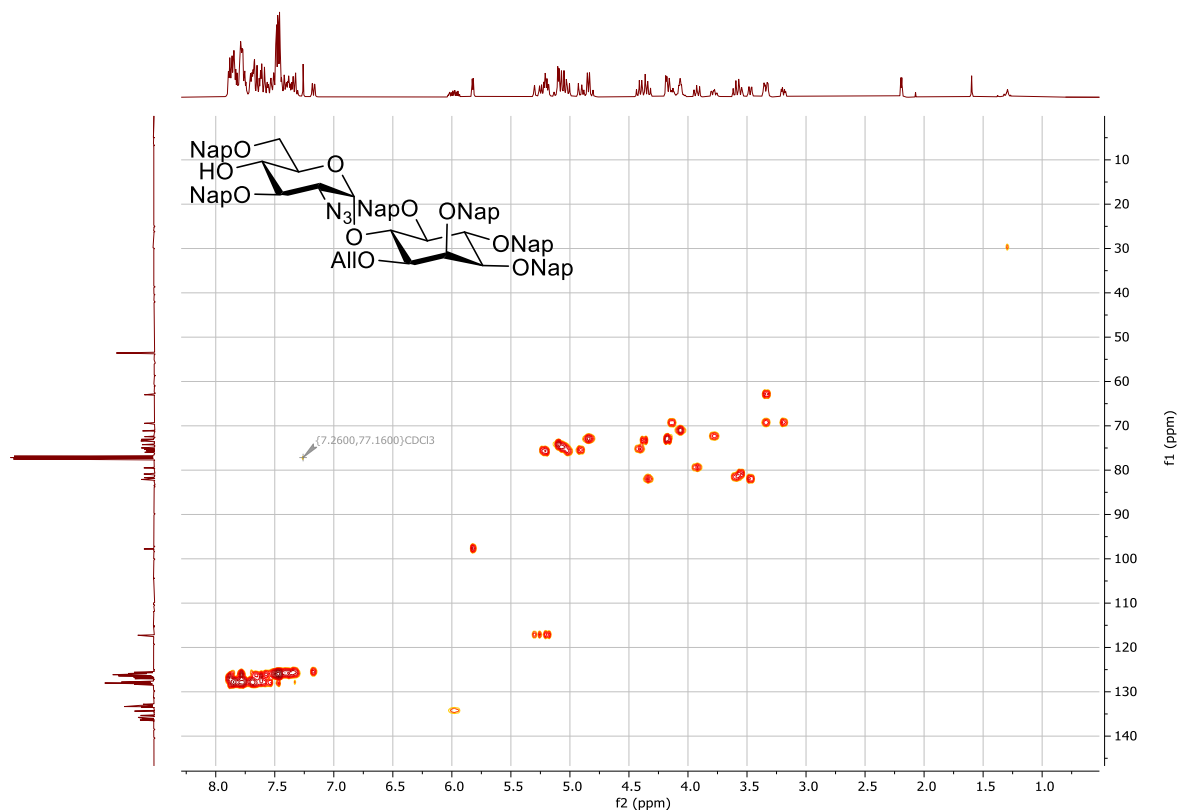 NapO
HO
NapO
O
N3
NapO
ONap
O
ONap
AllO
ONap
{7.2600,77.1600}CDCl3
10
20
30
40
50
60
70
80
90
100
110
120
130
140
f1 (ppm)
8.0 7.5 7.0 6.5 6.0 5.5 5.0 4.5 4.0 3.5 3.0 2.5 2.0 1.5 1.0
f2 (ppm)